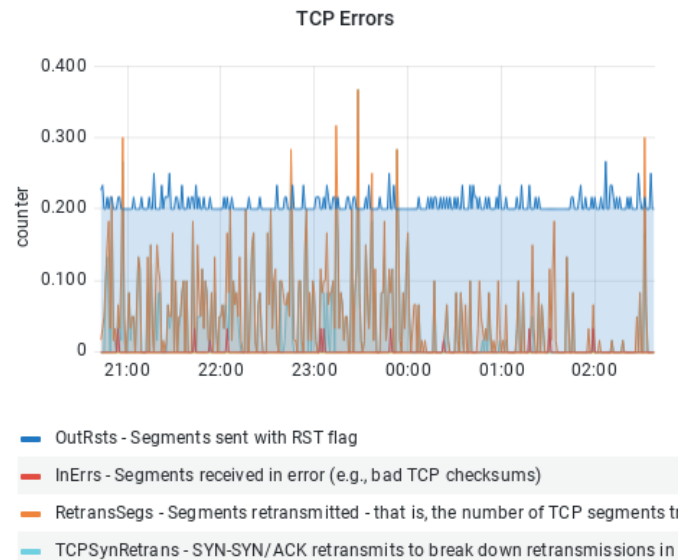 TCP Errors
0.400
0.300
0.200
0.100
0
counter
21:00 22:00 23:00 00:00 01:00 02:00
OutRsts - Segments sent with RST flag
InErrs - Segments received in error (e.g., bad TCP checksums)
RetransSegs - Segments retransmitted - that is, the number of TCP segments
TCPSynRetrans - SYN-SYN/ACK retransmits to break down retransmissions in